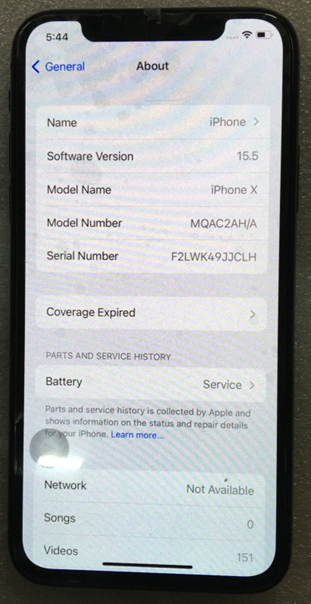 5:44
General
About
Name iPhone
Software Version 15.5
Model Name iPhone X
Model Number MQAC2AH/A
Serial Number F2LWK49JJCLH
Coverage Expired
PARTS AND SERVICE HISTORY
Battery Service
Parts and service history is collected by Apple and
shows information on the status and repair details
for your iPhone. Learn more...
Network Not Available
Songs 0
Videos 151